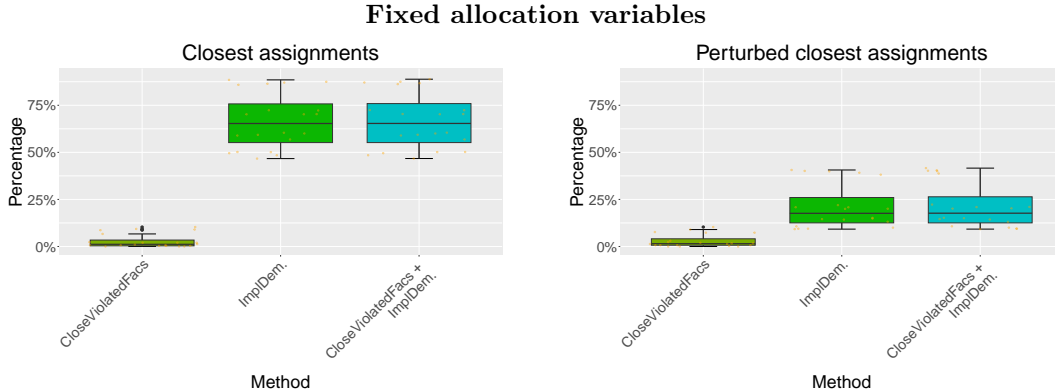 Fixed allocation variables
Closest assignments
Percentage
75%
50%
25%
0%
CloseViolatedFacs
ImplDem.
CloseViolatedFacs +
ImplDem.
Method
Perturbed closest assignments
Percentage
75%
50%
25%
0%
CloseViolatedFacs
ImplDem.
CloseViolatedFacs +
ImplDem.
Method